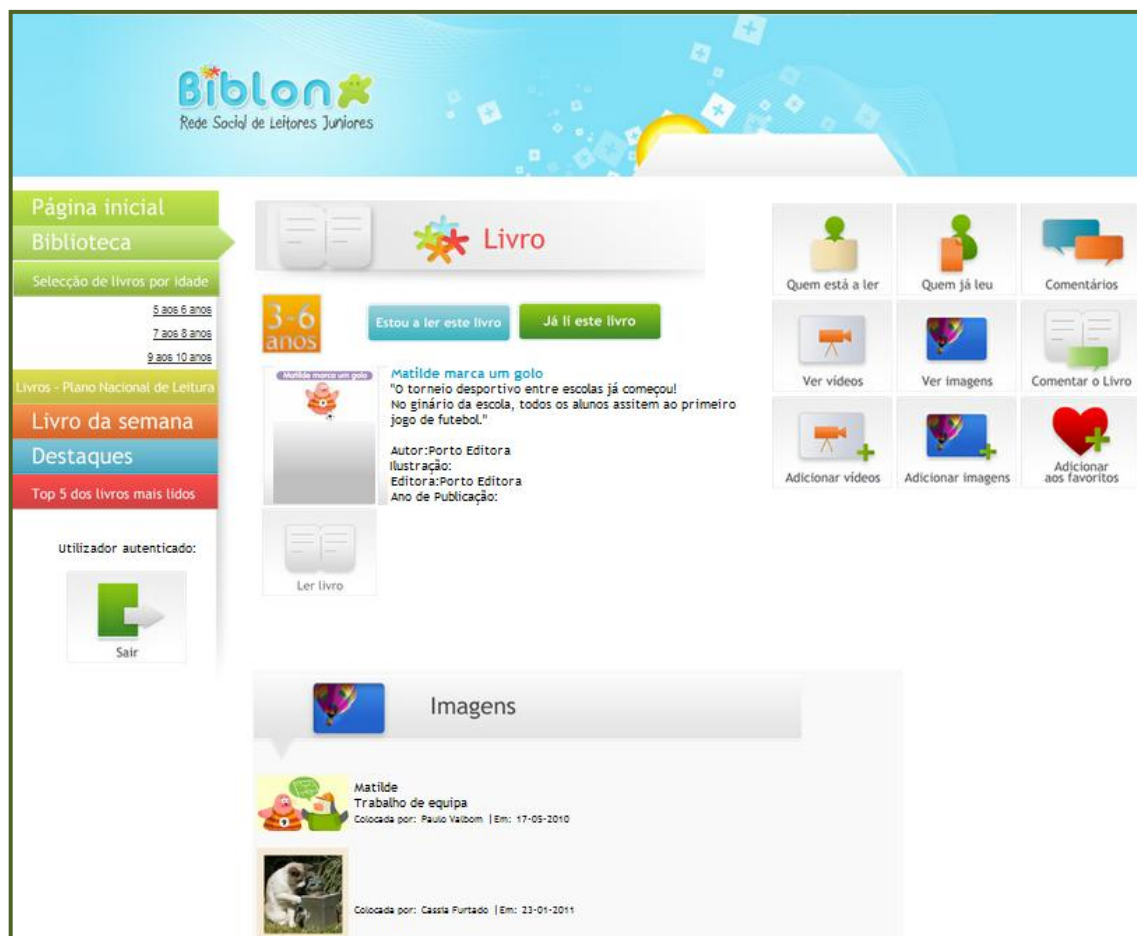 Biblon
Rede Social de Leitores Juniores
Página inicial
Biblioteca
Selecção de livros por idade
5 aos 6 anos
7 aos 8 anos
9 aos 10 anos
Livros - Plano Nacional de Leitura
Livro da semana
Destaques
Top 5 dos livros mais lidos
Utilizador autenticado:
Sair
Livro
3-6
anos
Estou a ler este livro
Já li este livro
Matilde marca um golo
Matilde marca um golo
"O torneio desportivo entre escolas já começou!
No ginário da escola, todos os alunos assitem ao primeiro
jogo de futebol."
Autor:Porto Editora
Ilustração:
Editora:Porto Editora
Ano de Publicação:
Ler livro
Quem está a ler
Quem já leu
Comentários
Ver vídeos
Ver imagens
Comentar o Livro
Adicionar vídeos
Adicionar imagens
Adicionar
aos favoritos
Imagens
Matilde
Trabalho de equipa
Colocada por: Paulo Valbom |Em: 17-05-2010
Colocada por: Cassia Furtado |Em: 23-01-2011